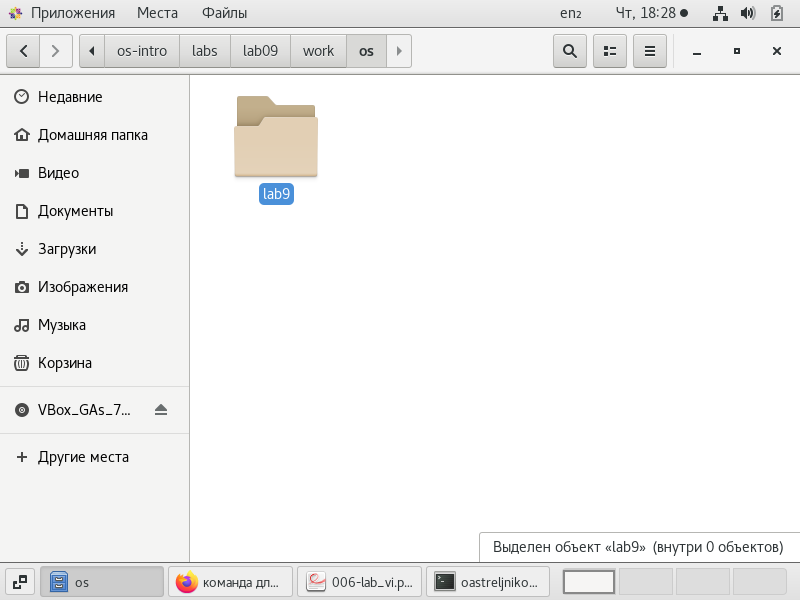 Приложения Места Файлы en₂ Чт, 18:28
os-intro labs lab09 work os
Недавние
Домашняя папка
Видео
Документы
Загрузки
Изображения
Музыка
Корзина
VBox_GAs_7...
Другие места
lab9
Выделен объект «lab9» (внутри 0 объектов)
os команда дл... 006-lab_vi.p... oastreljniko...